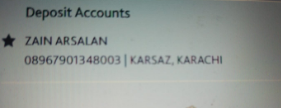 Deposit Accounts
ZAIN ARSALAN
08967901348003 | KARSAZ, KARACHI